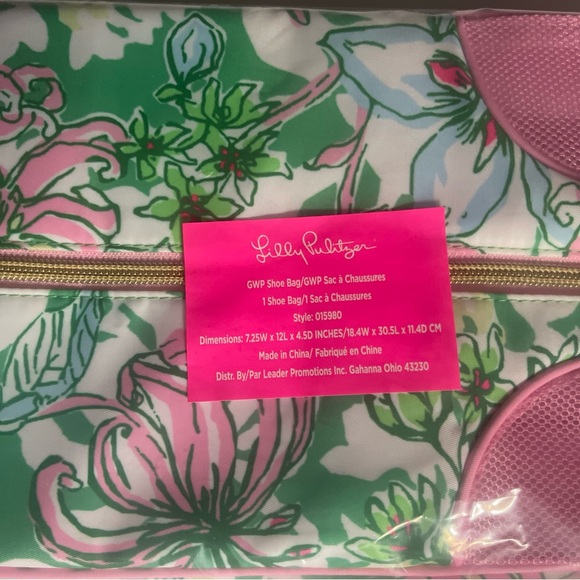 Lilly Pulitzer
GWP Shoe Bag/GWP Sac à Chaussures
1 Shoe Bag/1 Sac à Chaussures
Style: 015980
Dimensions: 7.25W x 12L x 4.5D INCHES/18.4W x 30.5L x 11.4D CM
Made in China/ Fabriqué en Chine
Distr. By/Par Leader Promotions Inc. Gahanna Ohio 43230